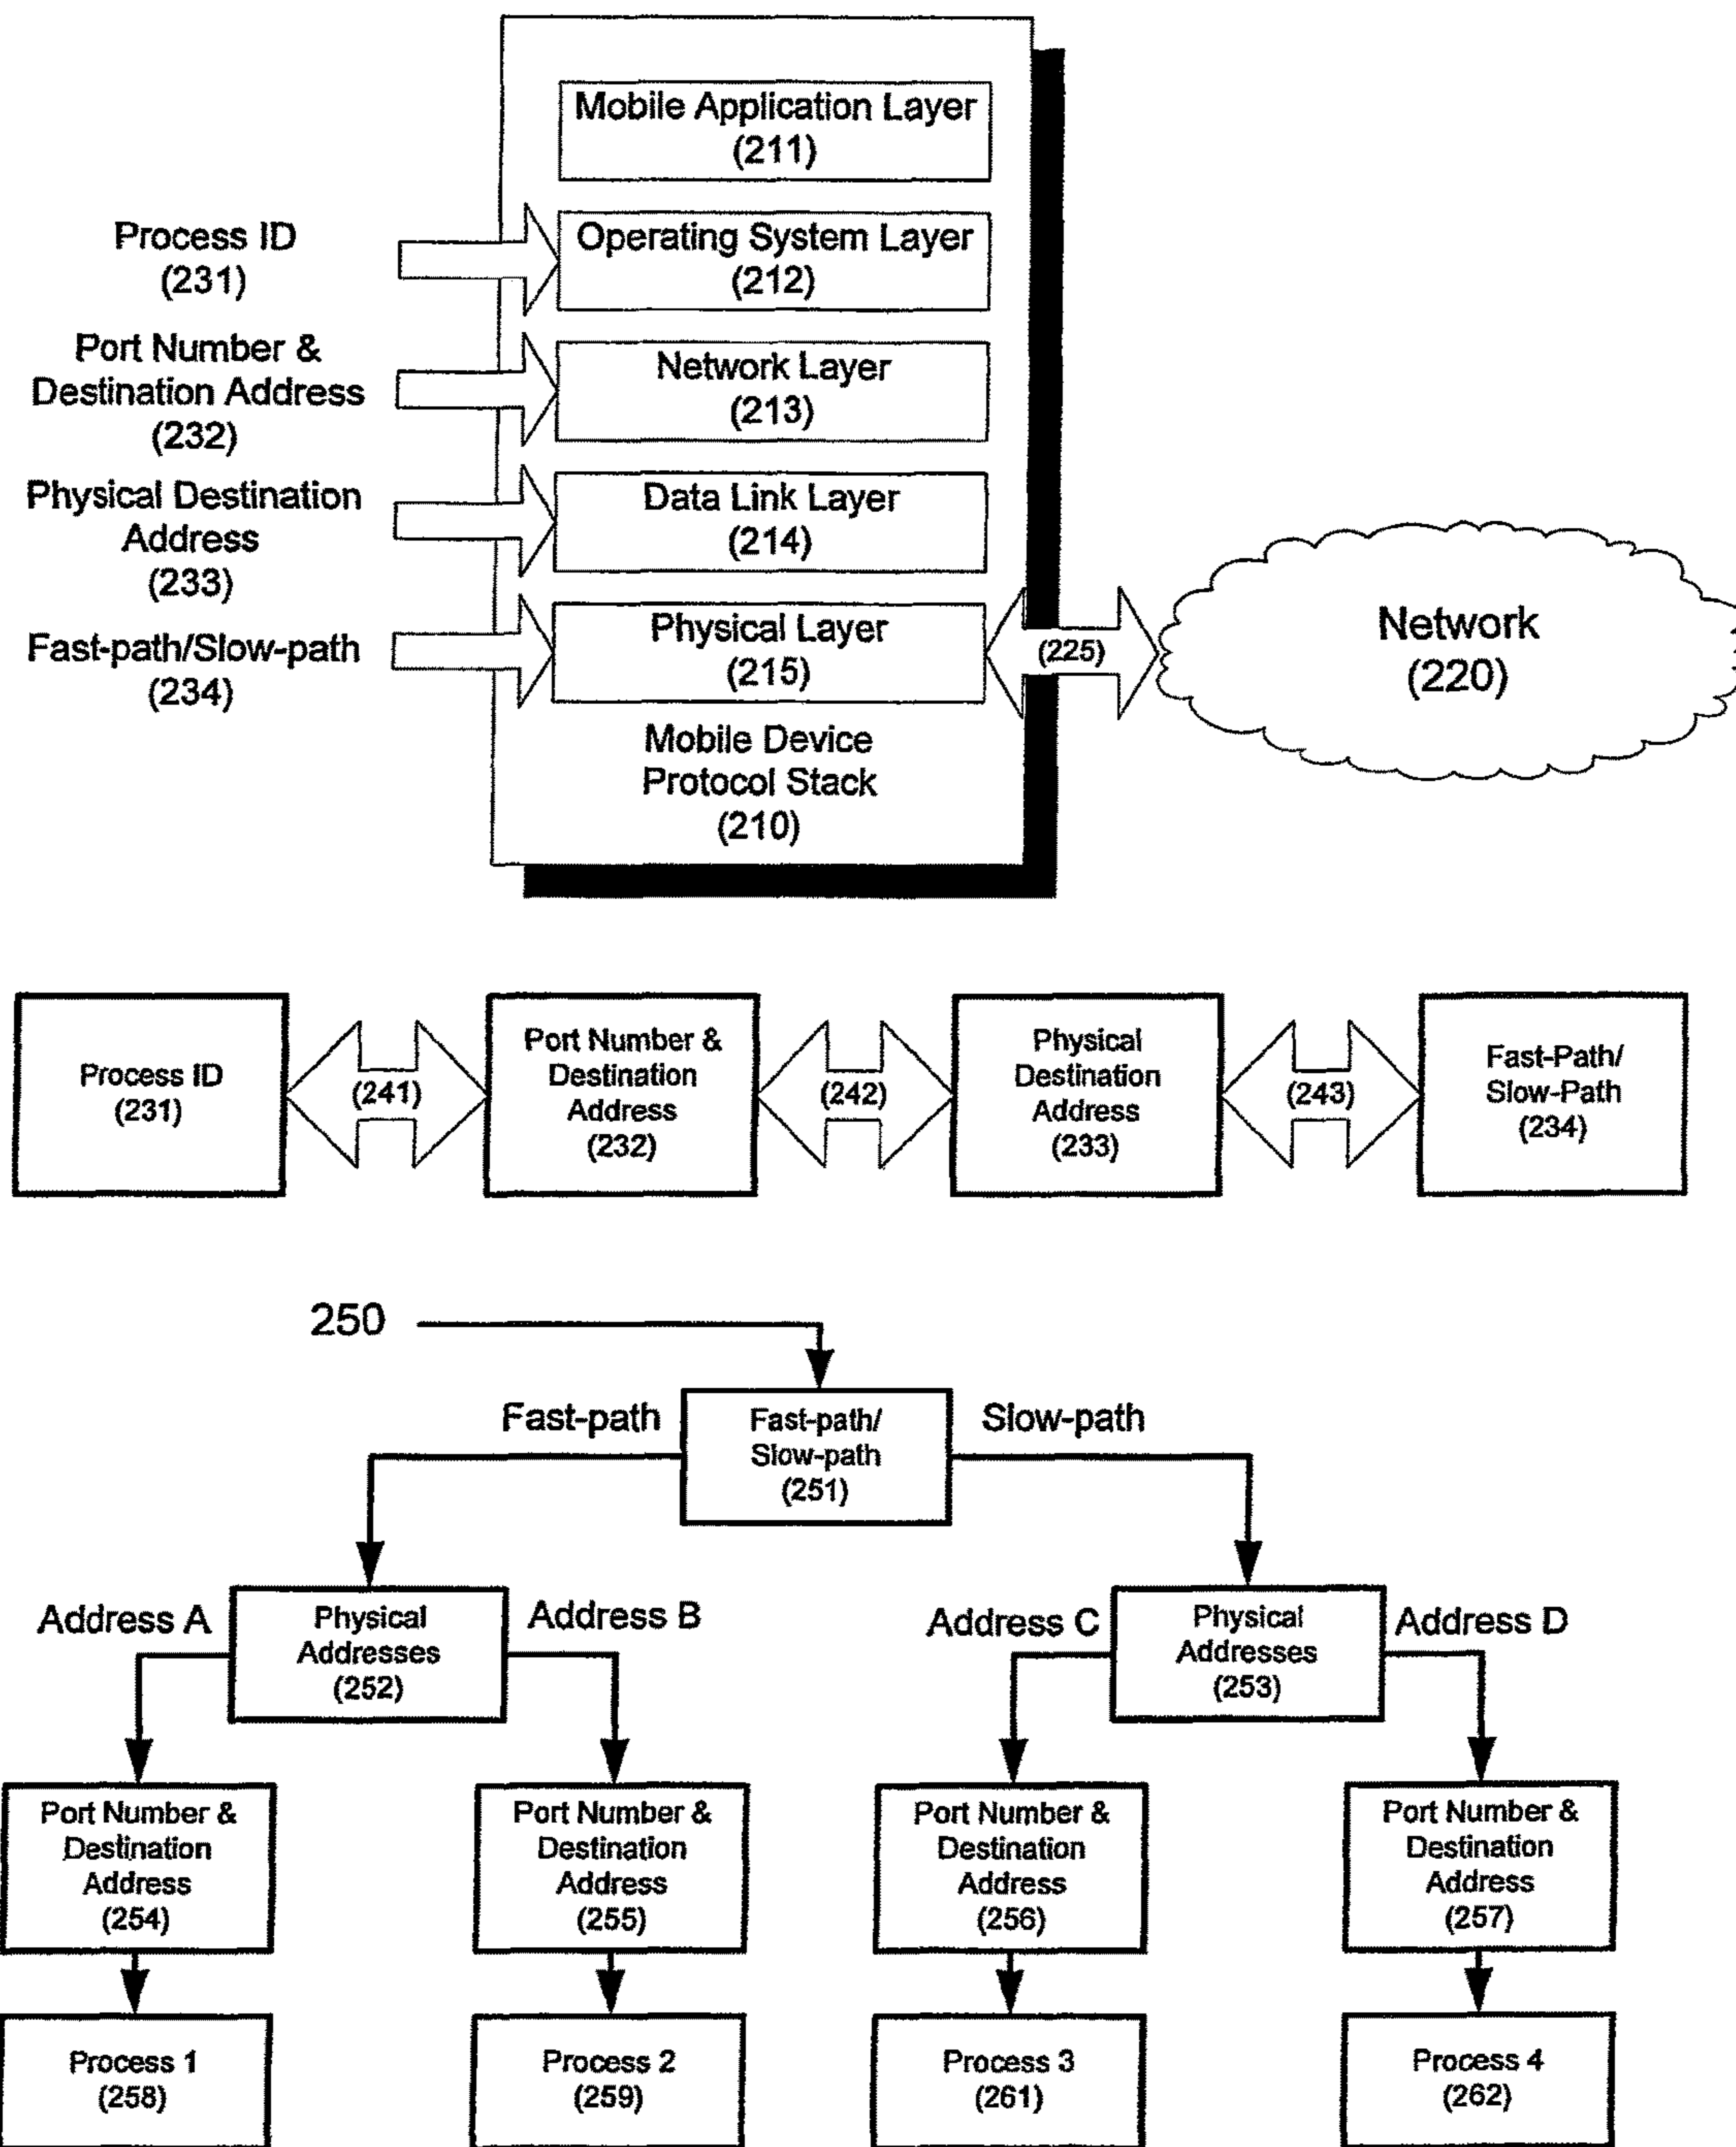 Mobile Application Layer
(211)
Process ID
(231)
Operating System Layer
(212)
Port Number &
Destination Address
(232)
Network Layer
(213)
Physical Destination
Address
(233)
Data Link Layer
(214)
Fast-path/Slow-path
(234)
Physical Layer
(215)
(225)
Network
(220)
Mobile Device
Protocol Stack
(210)
Process ID
(231)
(241)
Port Number &
Destination
Address
(232)
(242)
Physical
Destination
Address
(233)
(243)
Fast-Path/
Slow-Path
(234)
250
Fast-path
Fast-path/
Slow-path
(251)
Slow-path
Address A
Physical
Addresses
(252)
Address B
Address C
Physical
Addresses
(253)
Address D
Port Number &
Destination
Address
(254)
Port Number &
Destination
Address
(255)
Port Number &
Destination
Address
(256)
Port Number &
Destination
Address
(257)
Process 1
(258)
Process 2
(259)
Process 3
(261)
Process 4
(262)